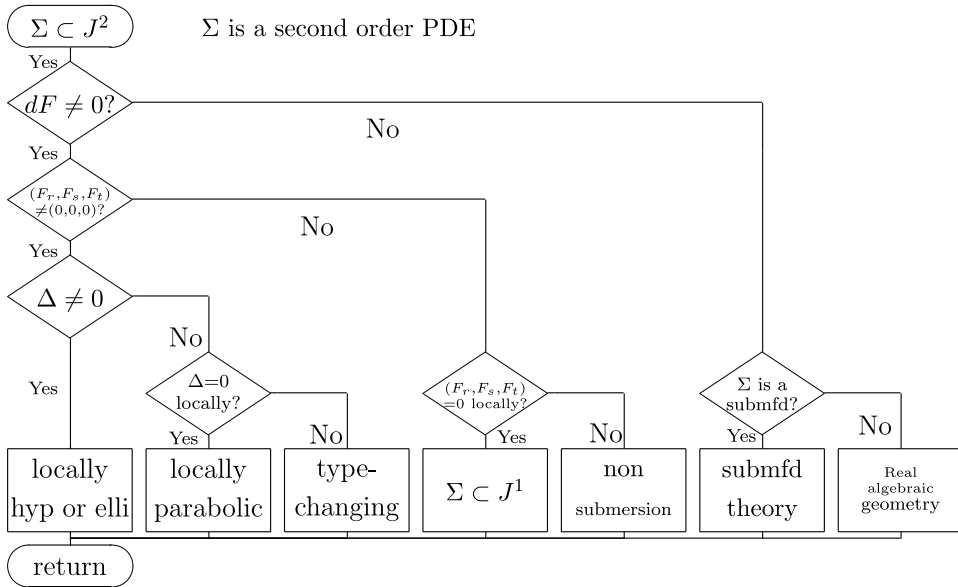 Σ ⊂ J²
Σ is a second order PDE
Yes
dF ≠ 0?
No
Yes
(F_r,F_s,F_t)
≠(0,0,0)?
No
Yes
Δ ≠ 0
No
Yes
Δ=0
locally?
Yes
No
(F_r,F_s,F_t)
=0 locally?
Yes
No
Σ is a
submfd?
Yes
No
locally
hyp or elli
locally
parabolic
type-
changing
Σ ⊂ J¹
non
submersion
submfd
theory
Real
algebraic
geometry
return